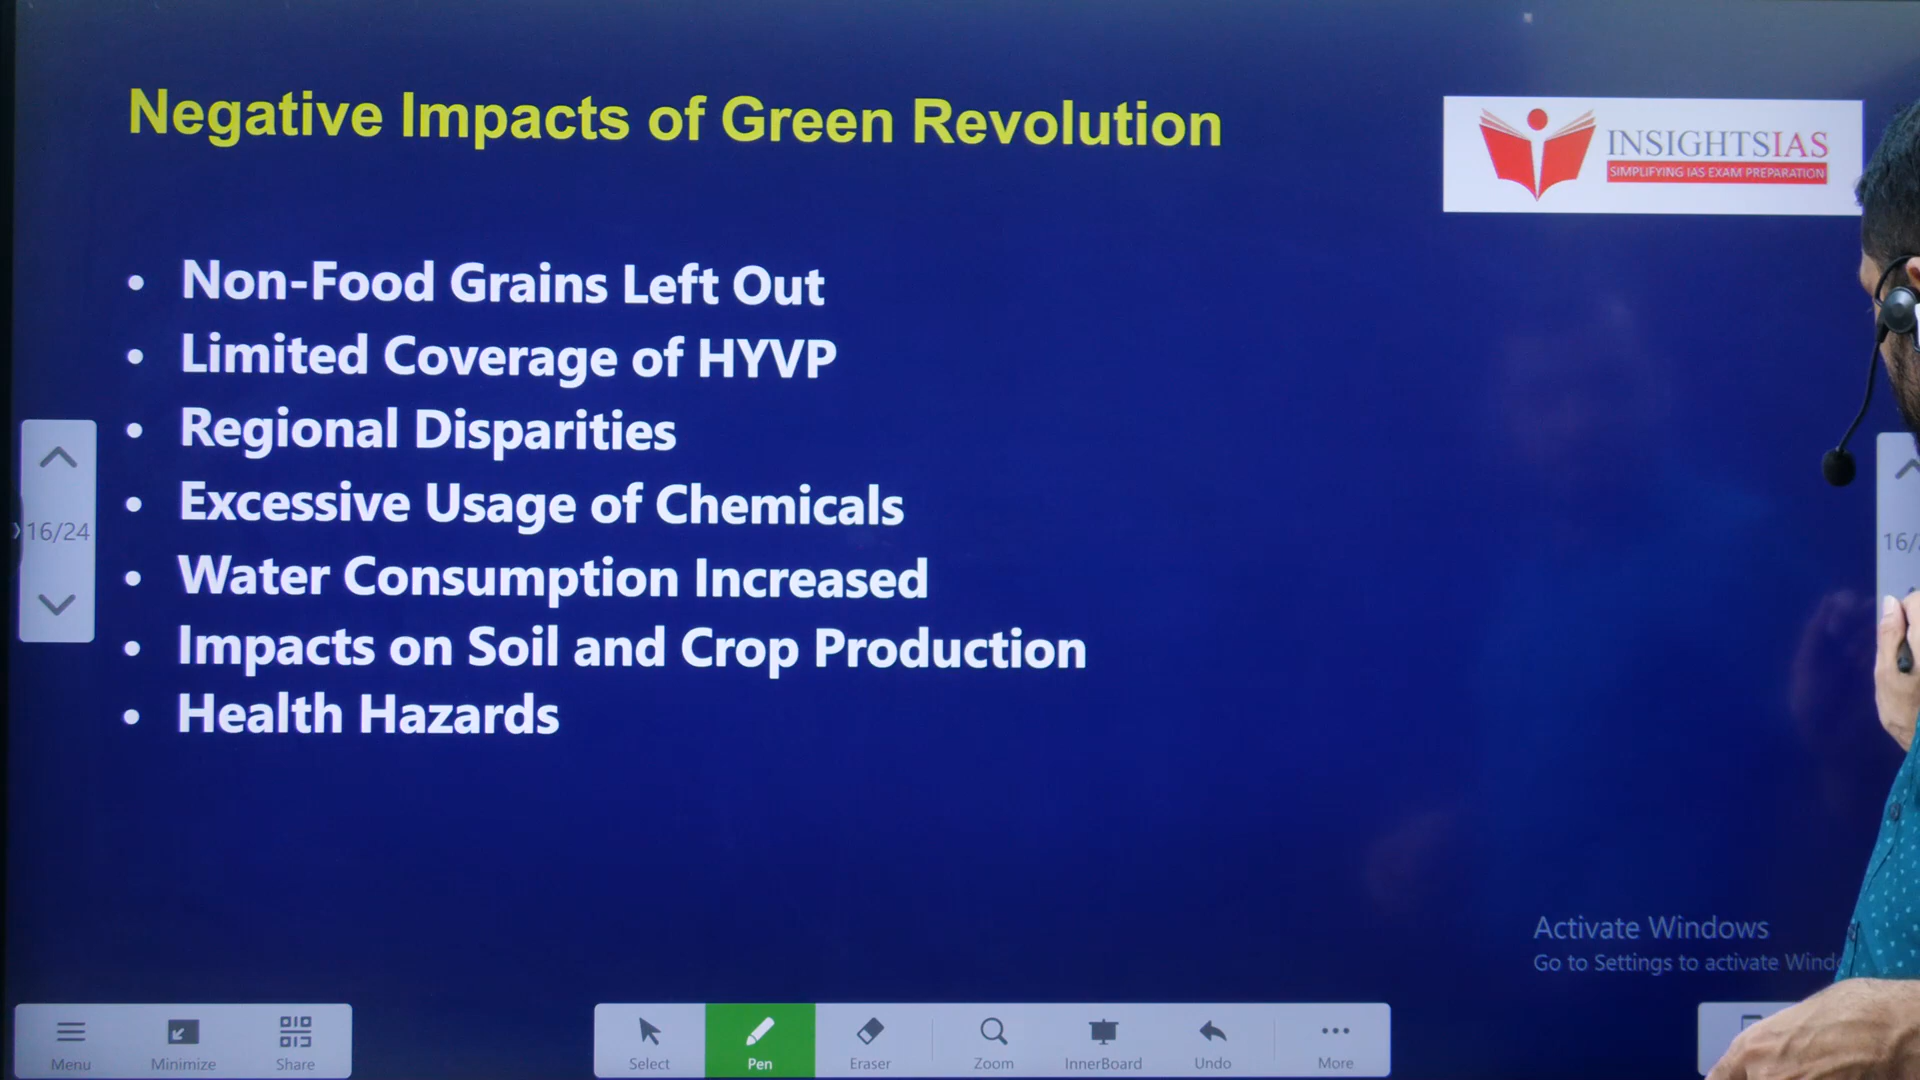 Negative Impacts of Green Revolution
INSIGHTSIAS
SIMPLIFYING IAS EXAM PREPARATION
• Non-Food Grains Left Out
• Limited Coverage of HYVP
• Regional Disparities
• Excessive Usage of Chemicals
• Water Consumption Increased
• Impacts on Soil and Crop Production
• Health Hazards
16/24
16/
Activate Windows
Go to Settings to activate Wind
Menu Minimize Share
Select Pen Eraser Zoom InnerBoard Undo More